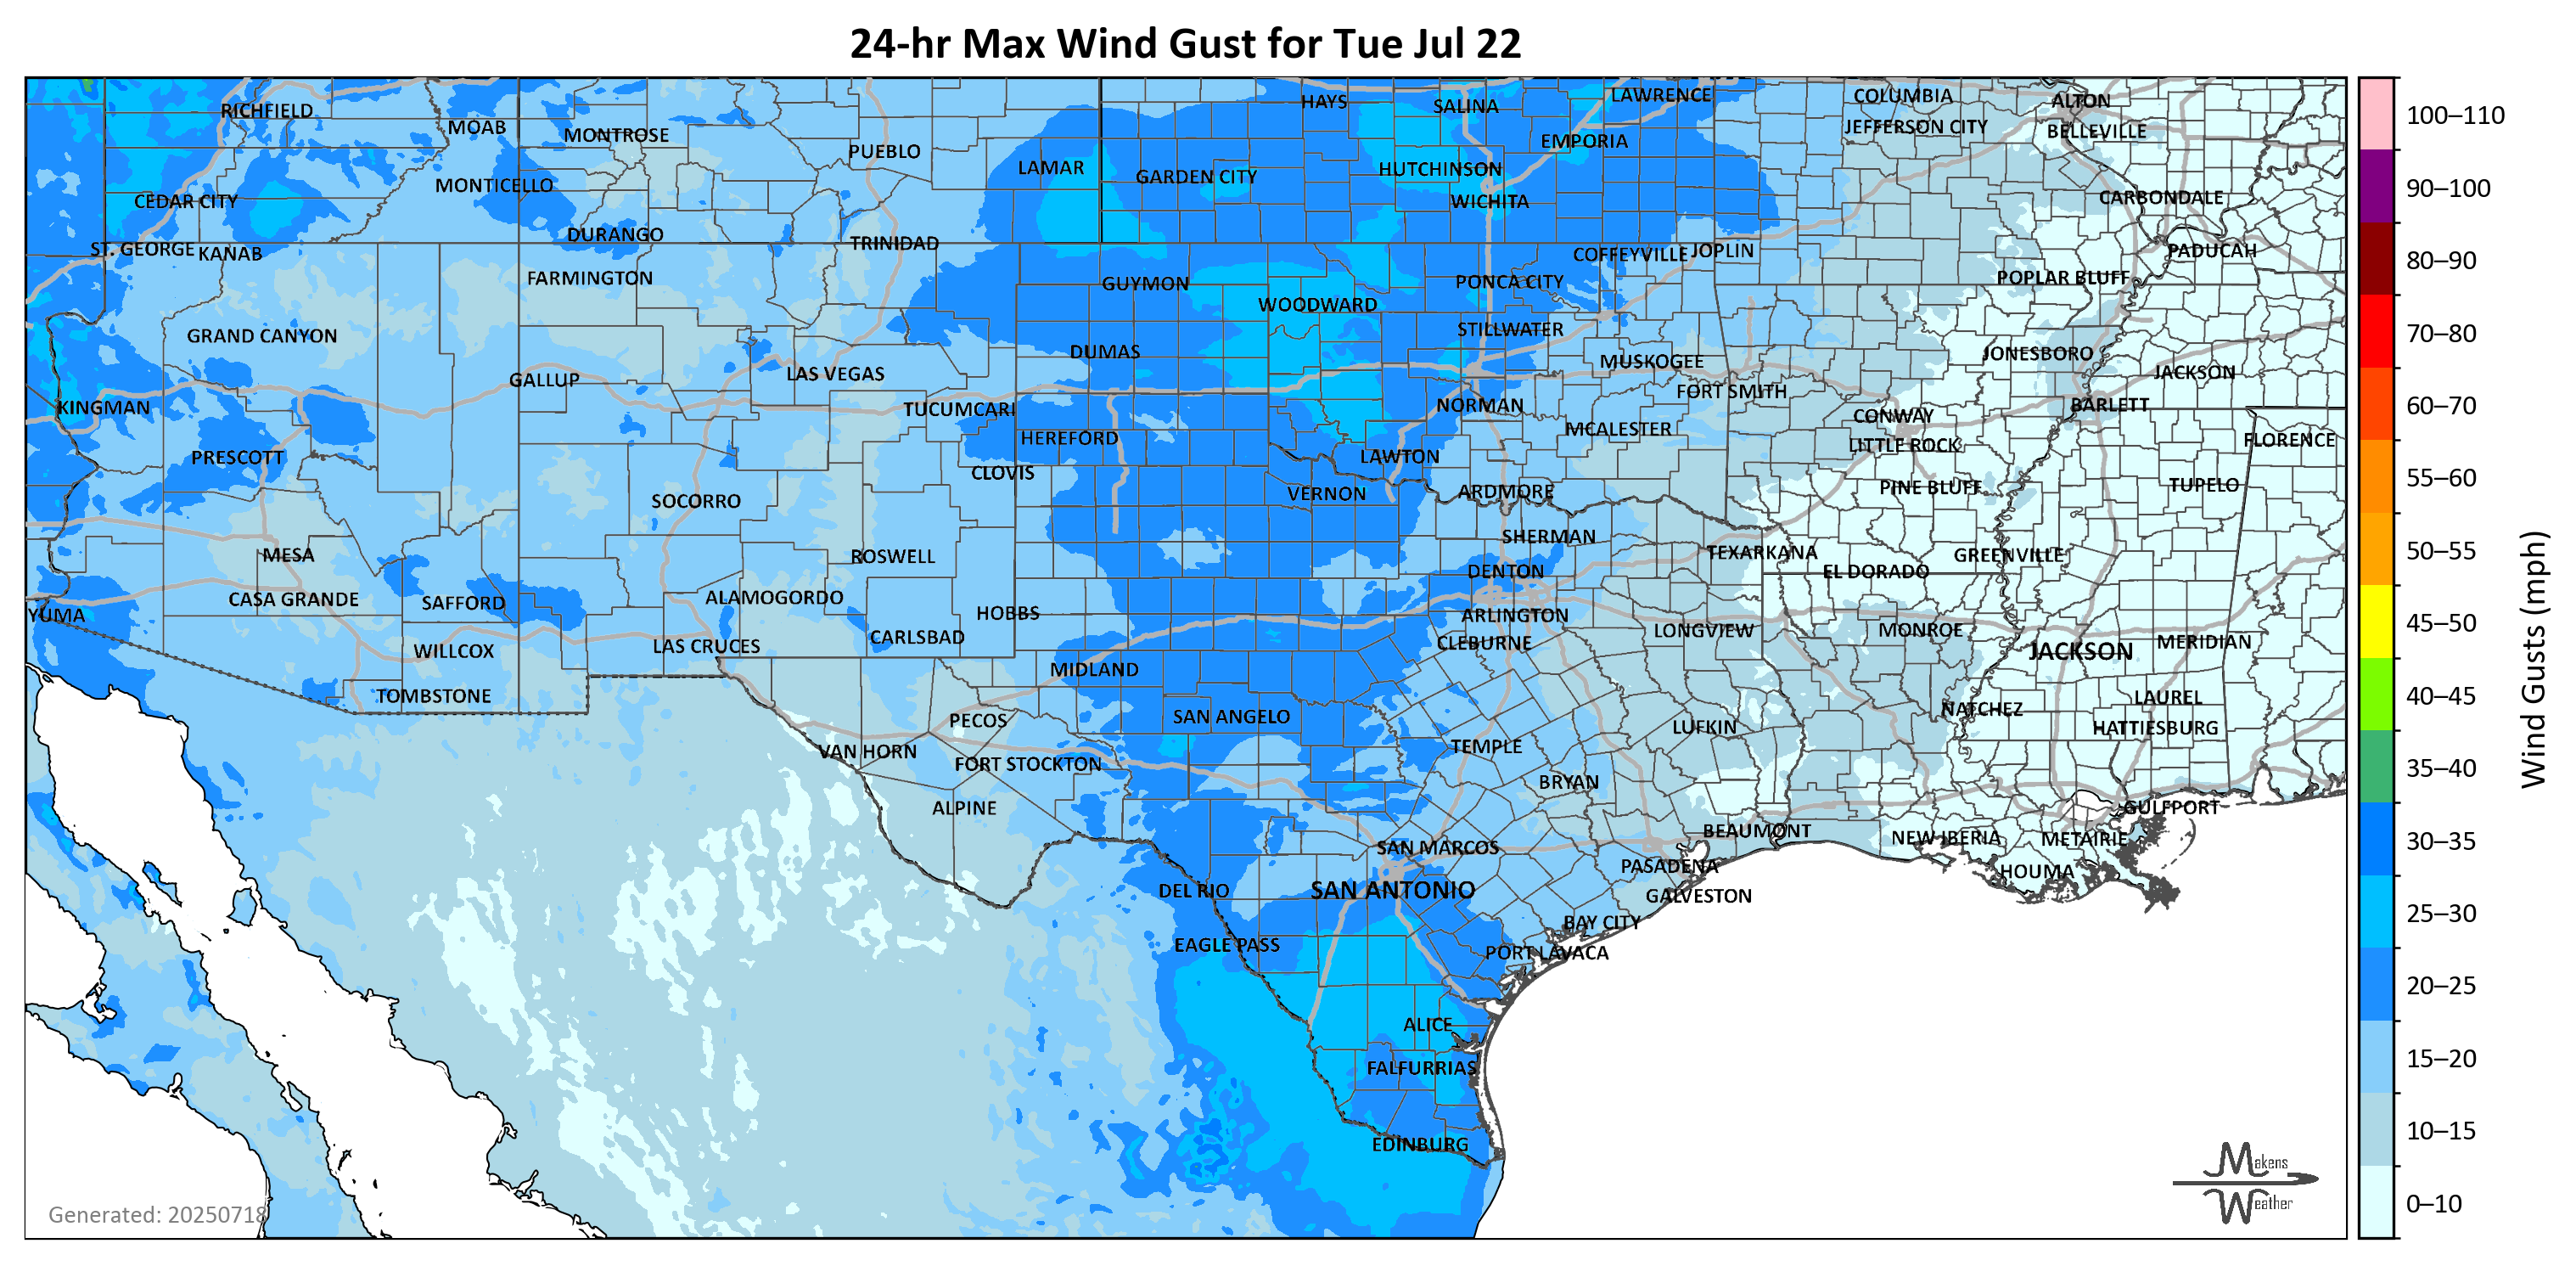 24-hr Max Wind Gust for Tue Jul 22
RICHFIELD
MOAB
MONTROSE
PUEBLO
LAMAR
GARDEN CITY
HAYS
SALINA
HUTCHINSON
WICHITA
EMPORIA
LAWRENCE
COLUMBIA
JEFFERSON CITY
ALTON
BELLEVILLE
CARBONDALE
PADUCAH
POPLAR BLUFF
MONTICELLO
CEDAR CITY
DURANGO
TRINIDAD
ST. GEORGE
KANAB
FARMINGTON
GUYMON
WOODWARD
PONCA CITY
COFFEYVILLE
JOPLIN
GRAND CANYON
DUMAS
STILLWATER
MUSKOGEE
JONESBORO
JACKSON
GALLUP
LAS VEGAS
FORT SMITH
KINGMAN
TUCUMCARI
NORMAN
CONWAY
BARLETT
PRESCOTT
HEREFORD
MCALESTER
LITTLE ROCK
FLORENCE
CLOVIS
LAWTON
SOCORRO
VERNON
ARDMORE
PINE BLUFF
TUPELO
MESA
ROSWELL
SHERMAN
TEXARKANA
GREENVILLE
DENTON
EL DORADO
YUMA
CASA GRANDE
SAFFORD
ALAMOGORDO
HOBBS
ARLINGTON
LAS CRUCES
CARLSBAD
CLEBURNE
LONGVIEW
MONROE
JACKSON
MERIDIAN
WILLCOX
MIDLAND
TOMBSTONE
PECOS
SAN ANGELO
LUFKIN
NATCHEZ
LAUREL
HATTIESBURG
VAN HORN
FORT STOCKTON
TEMPLE
BRYAN
ALPINE
BEAUMONT
GULFPORT
NEW IBERIA
METAIRIE
SAN MARCOS
PASADENA
HOUMA
DEL RIO
SAN ANTONIO
GALVESTON
BAY CITY
EAGLE PASS
PORT LAVACA
ALICE
FALFURRIAS
EDINBURG
Generated: 20250718
Makens
Weather
100–110
90–100
80–90
70–80
60–70
55–60
50–55
45–50
40–45
35–40
30–35
25–30
20–25
15–20
10–15
0–10
Wind Gusts (mph)